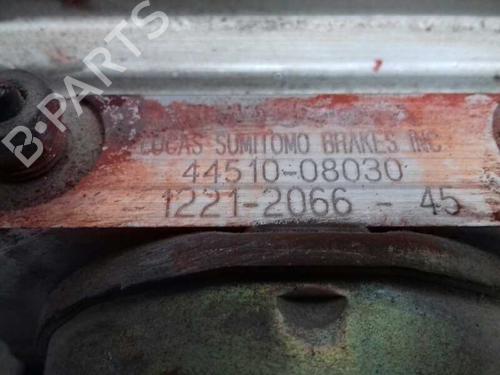 B-PARTS
LUCAS SUMITOMO BRAKES INC
44510-08030
- 1221-2066 - 45